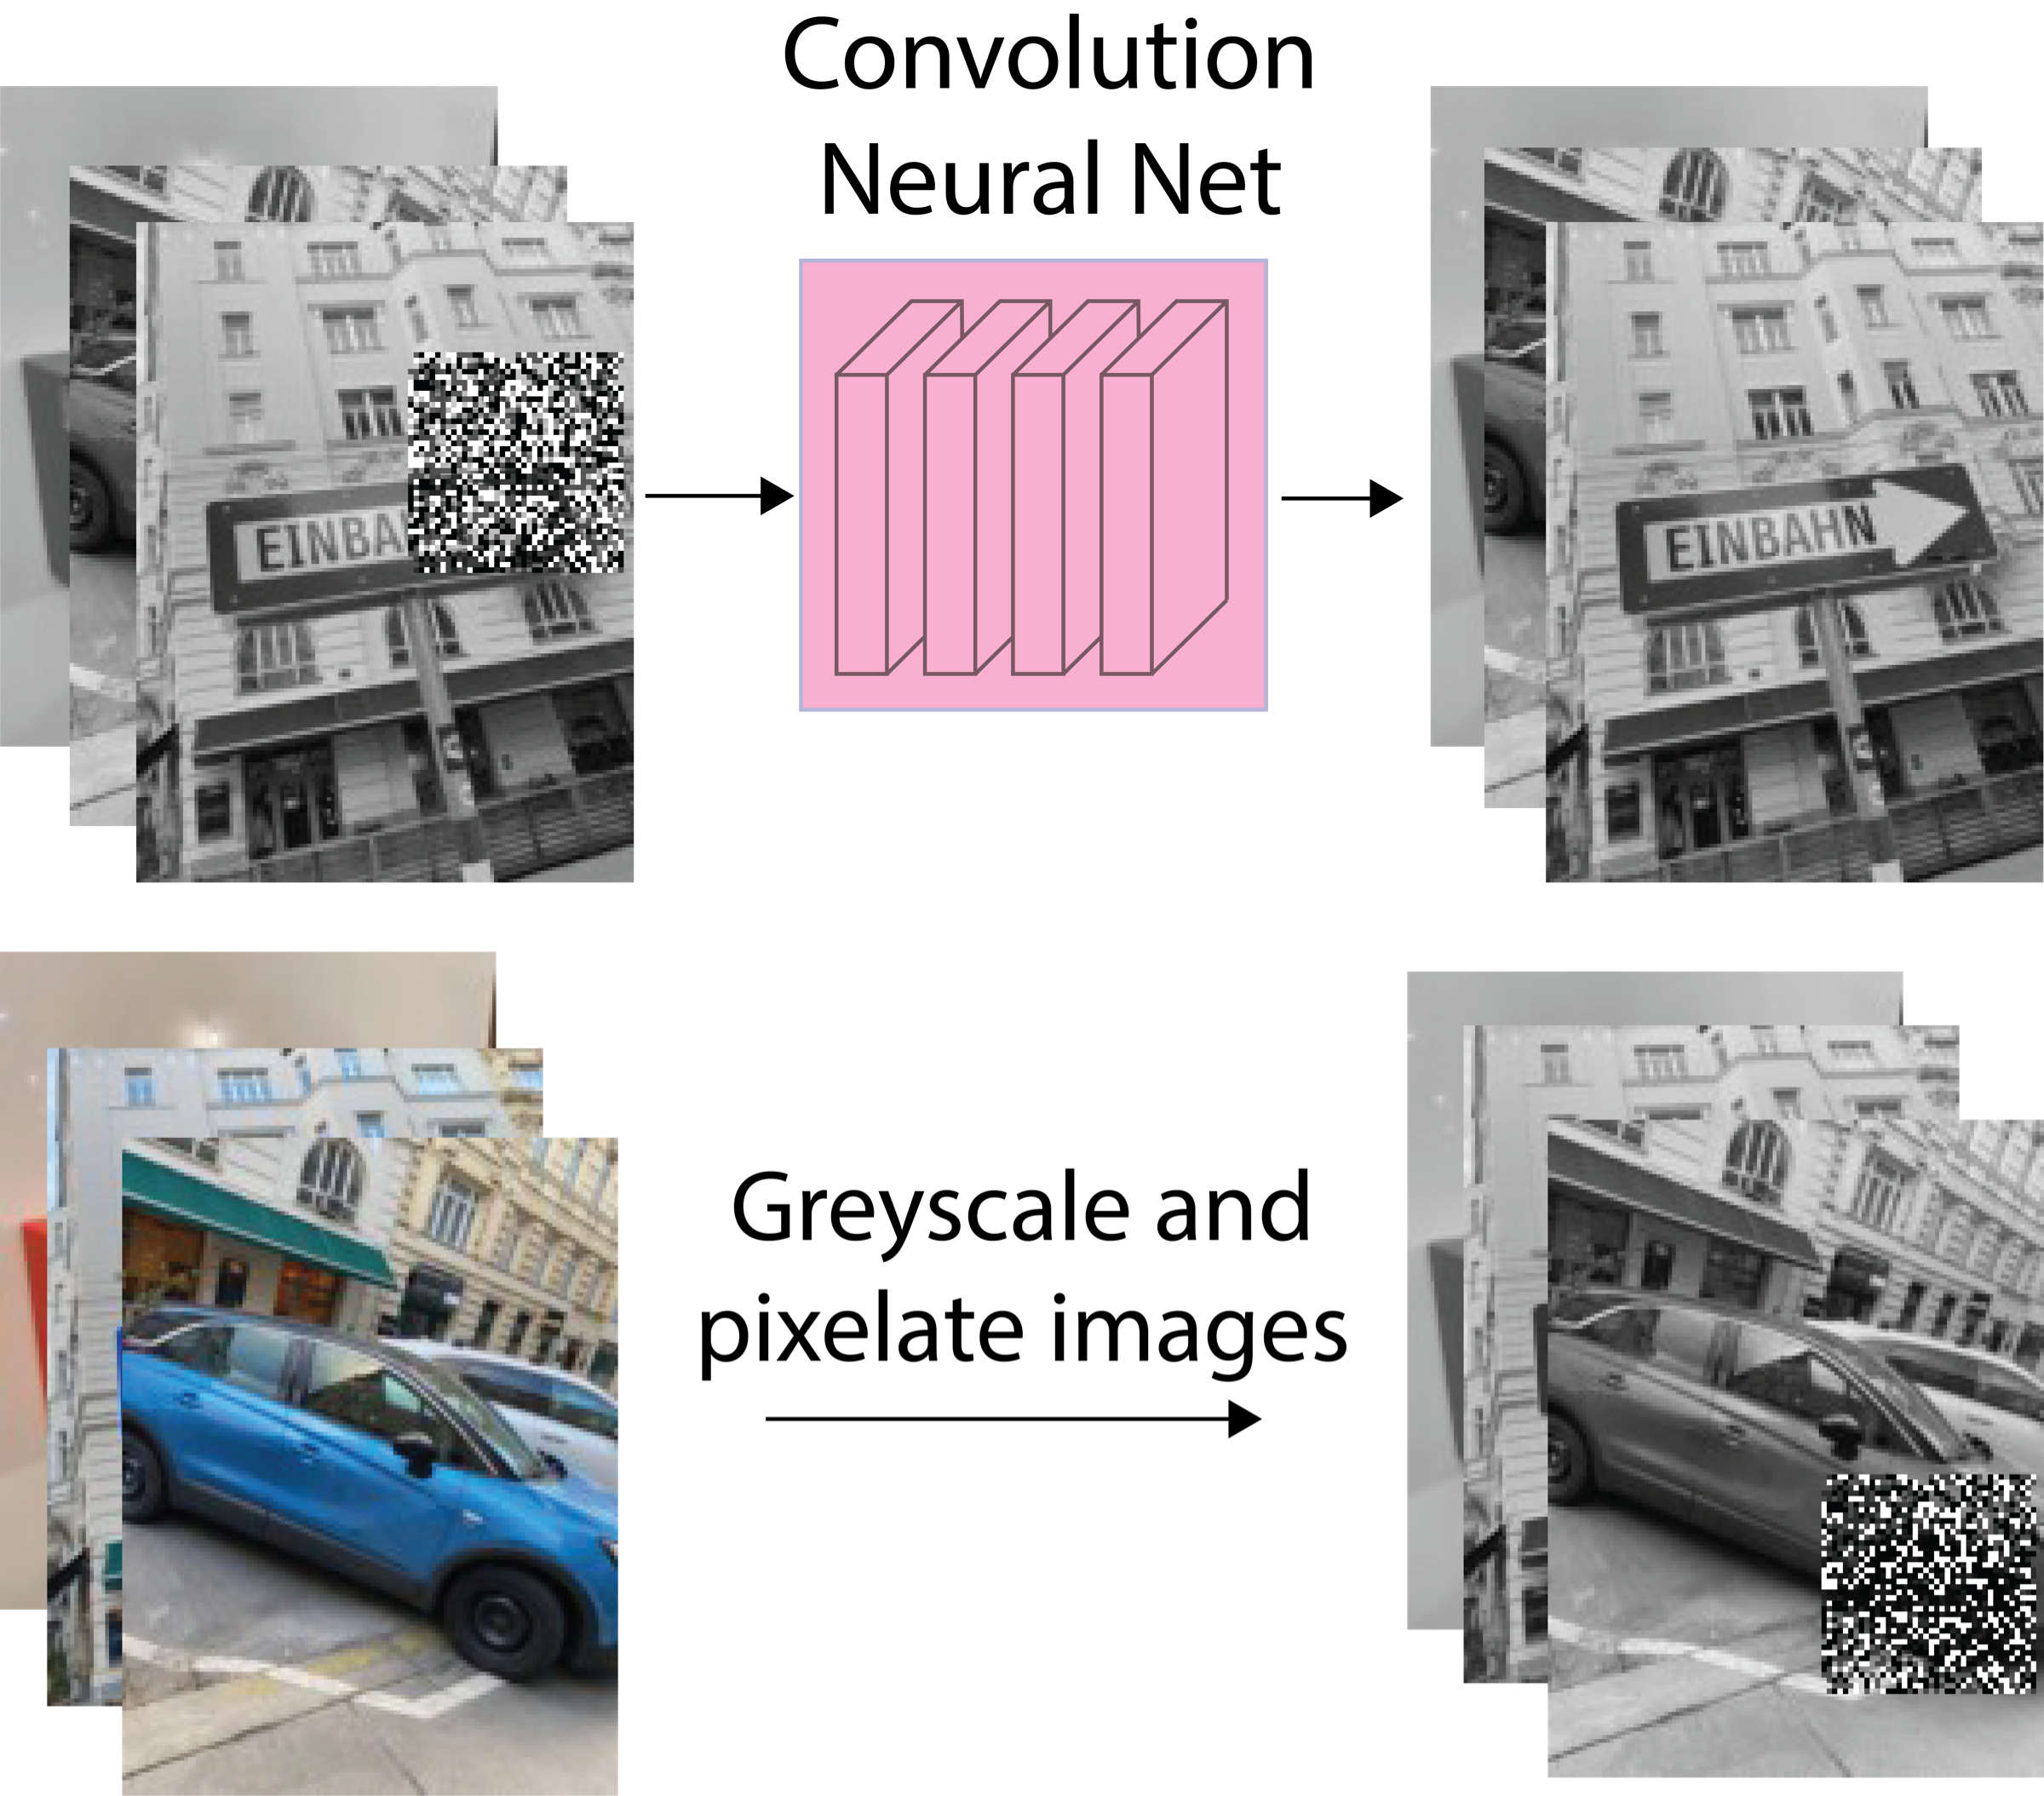 Convolution
Neural Net
EINBA
EINBAHN
Greyscale and
pixelate images